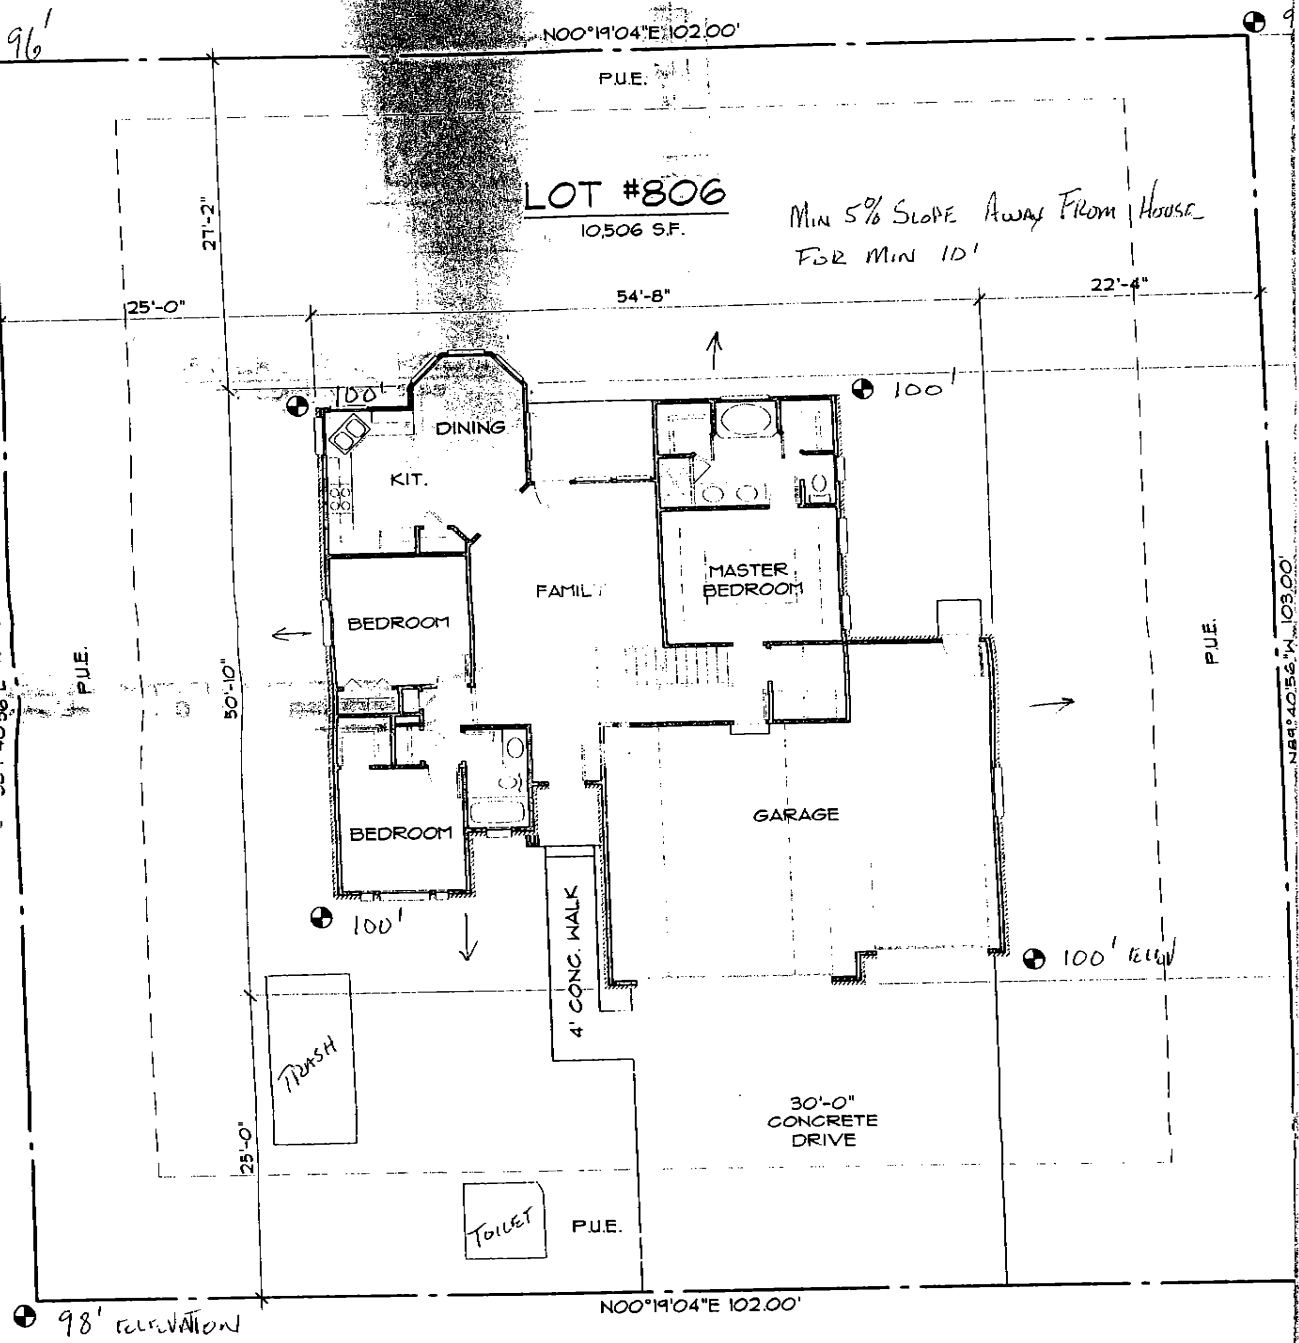 96'
N00°19'04"E 102.00'
9
P.U.E.
LOT #806
10,506 S.F.
MIN 5% SLOPE AWAY FROM HOUSE
FOR MIN 10'
27'-2"
25'-0"
54'-8"
22'-4"
100'
100'
DINING
KIT.
FAMILY
MASTER
BEDROOM
BEDROOM
P.U.E.
P.U.E.
N89°40'56"W 103.00'
50'-10"
GARAGE
BEDROOM
100'
4' CONC. WALK
100' ELEV
TRASH
30'-0"
CONCRETE
DRIVE
25'-0"
TOILET
P.U.E.
N00°19'04"E 102.00'
98' ELEVATION